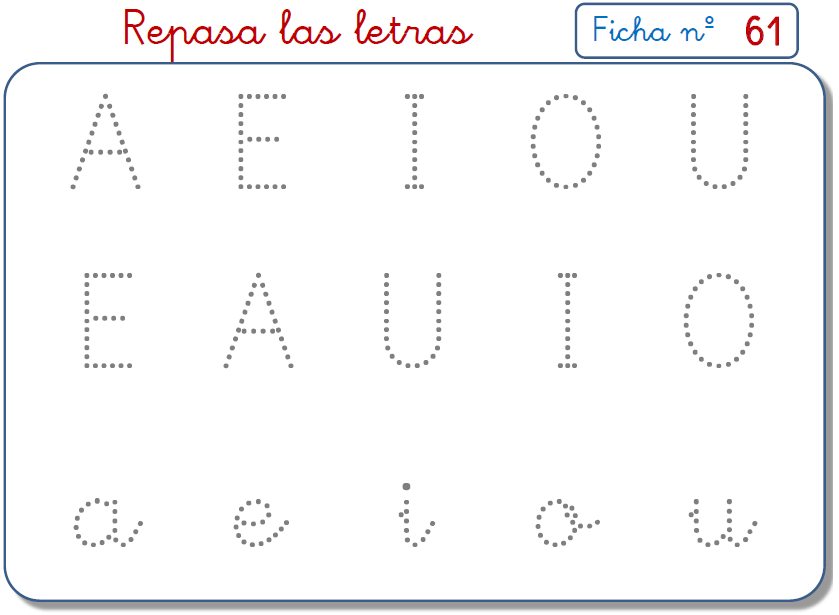 Repasa las letras
Ficha nº 61
A E I O U
E A U I O
a e i o u